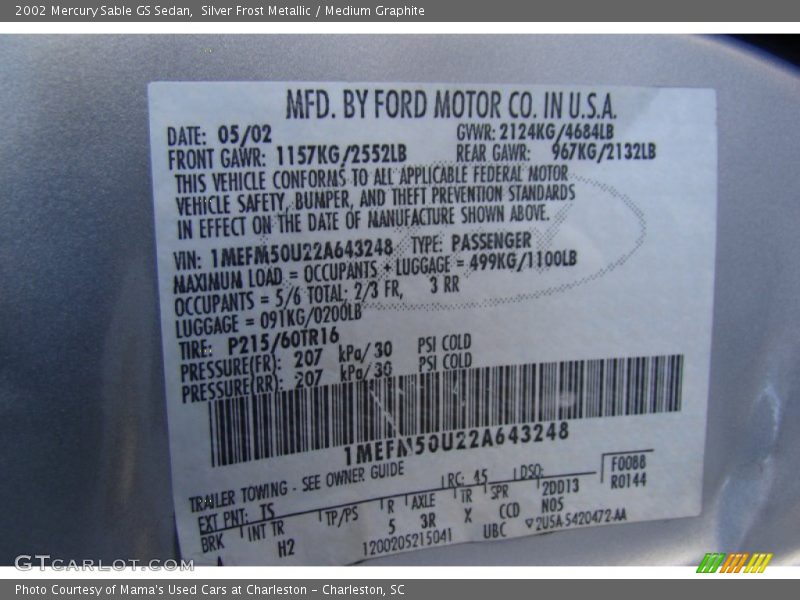 2002 Mercury Sable GS Sedan, Silver Frost Metallic / Medium Graphite
MFD. BY FORD MOTOR CO. IN U.S.A.
DATE: 05/02 GVWR: 2124KG/4684LB
FRONT GAWR: 1157KG/2552LB REAR GAWR: 967KG/2132LB
THIS VEHICLE CONFORMS TO ALL APPLICABLE FEDERAL MOTOR
VEHICLE SAFETY, BUMPER, AND THEFT PREVENTION STANDARDS
IN EFFECT ON THE DATE OF MANUFACTURE SHOWN ABOVE.
VIN: 1MEFM50U22A643248 TYPE: PASSENGER
MAXIMUM LOAD = OCCUPANTS + LUGGAGE = 499KG/1100LB
OCCUPANTS = 5/6 TOTAL: 2/3 FR, 3 RR
LUGGAGE = 091KG/0200LB
TIRE: P215/60TR16
PRESSURE(FR): 207 kPa/30 PSI COLD
PRESSURE(RR): 207 kPa/30 PSI COLD
1MEFM50U22A643248
TRAILER TOWING - SEE OWNER GUIDE
EXT PNT: TS RC: 45 DSO: F0088
R0144
BRK INT TR TP/PS R AXLE TR SPR 2DD13
H2 5 3R X CCD NOS
1200205215041 UBC ▽2USA-5420472-AA
GTCARLOT.COM
Photo Courtesy of Mama's Used Cars at Charleston - Charleston, SC